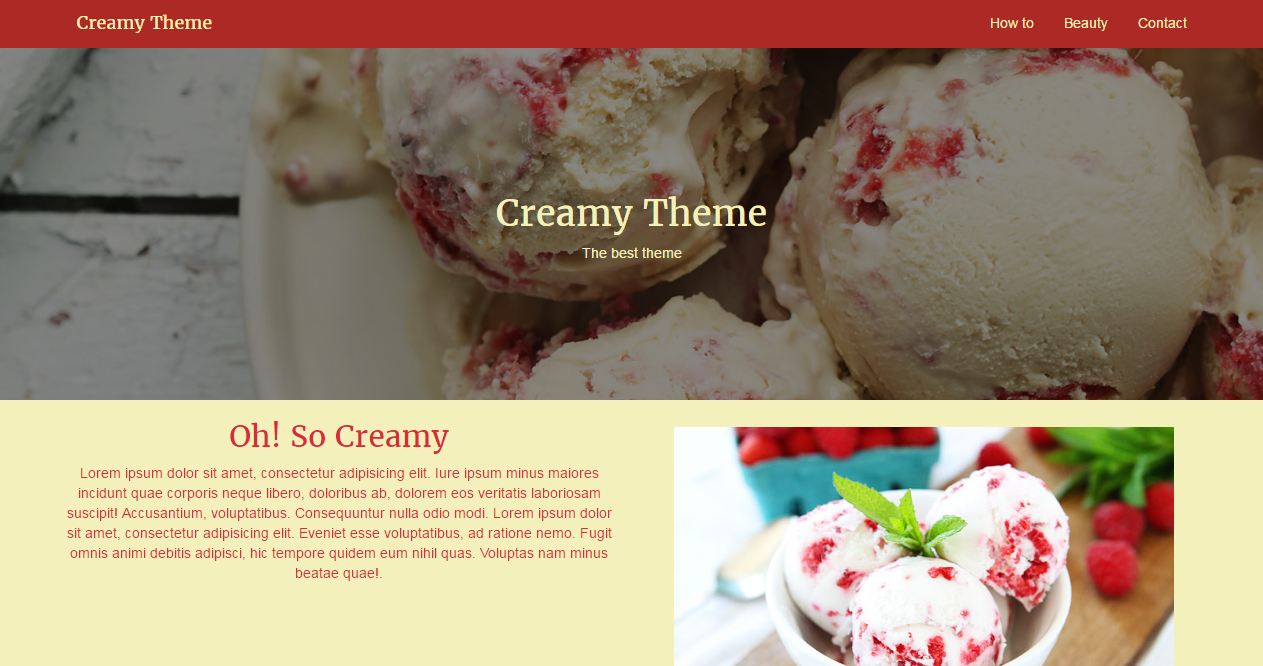 Creamy Theme
How to
Beauty
Contact
Creamy Theme
The best theme
Oh! So Creamy
Lorem ipsum dolor sit amet, consectetur adipisicing elit. Iure ipsum minus maiores
incidunt quae corporis neque libero, doloribus ab, dolorem eos veritatis laboriosam
suscipit! Accusantium, voluptatibus. Consequuntur nulla odio modi. Lorem ipsum dolor
sit amet, consectetur adipisicing elit. Eveniet esse voluptatibus, ad ratione nemo. Fugit
omnis animi debitis adipisci, hic tempore quidem eum nihil quas. Voluptas nam minus
beatae quae!.